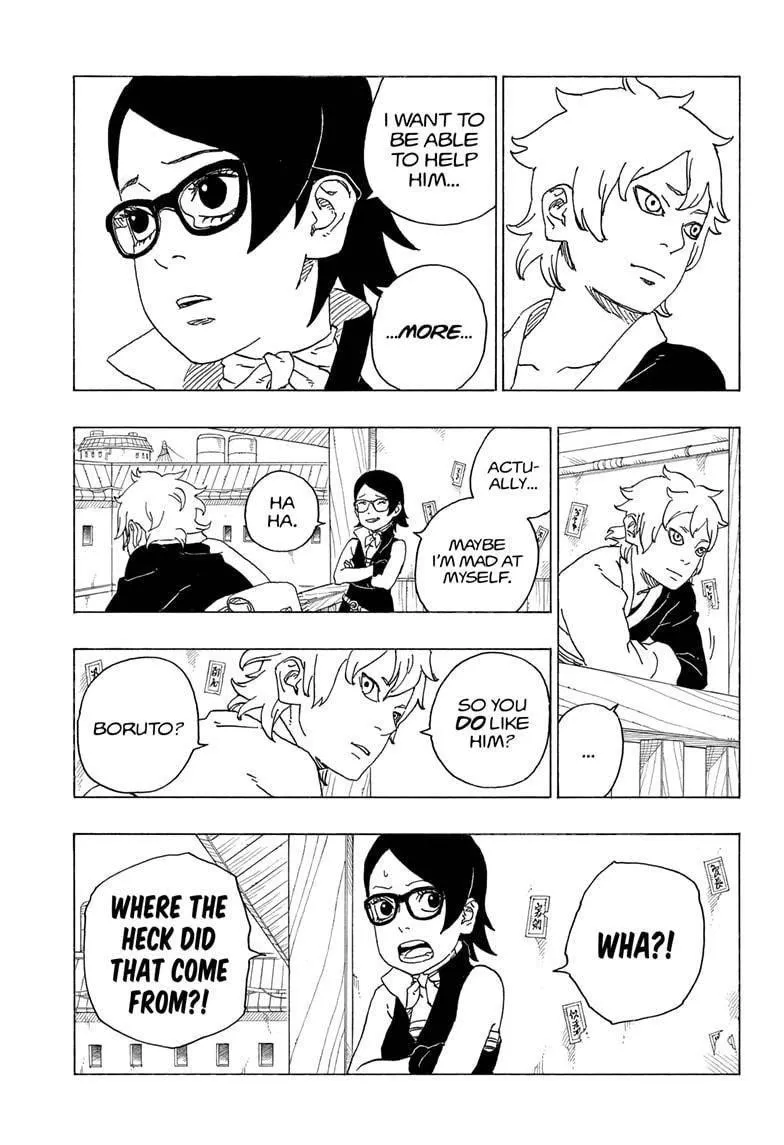 I WANT TO
BE ABLE
TO HELP
HIM...
...MORE...
...
ACTU-
ALLY...
MAYBE
I'M MAD AT
MYSELF.
HA
HA.
SO YOU
DO LIKE
HIM?
BORUTO?
WHA?!
WHERE THE
HECK DID
THAT COME
FROM?!